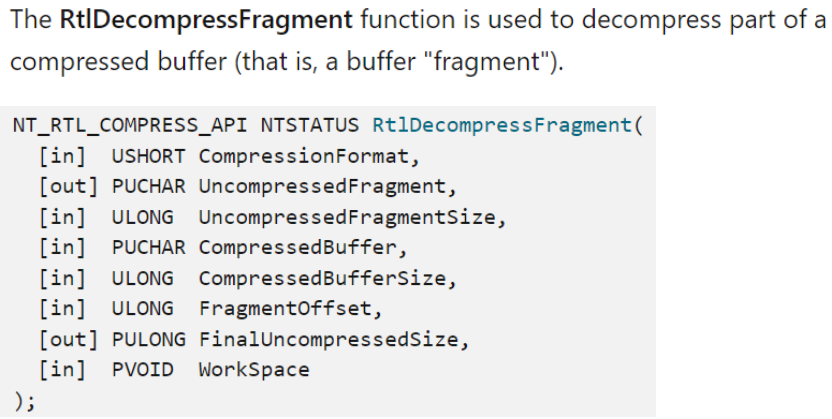 The RtlDecompressFragment function is used to decompress part of a
compressed buffer (that is, a buffer "fragment").
NT_RTL_COMPRESS_API NTSTATUS RtlDecompressFragment(
  [in]  USHORT CompressionFormat,
  [out] PUCHAR UncompressedFragment,
  [in]  ULONG  UncompressedFragmentSize,
  [in]  PUCHAR CompressedBuffer,
  [in]  ULONG  CompressedBufferSize,
  [in]  ULONG  FragmentOffset,
  [out] PULONG FinalUncompressedSize,
  [in]  PVOID  WorkSpace
);